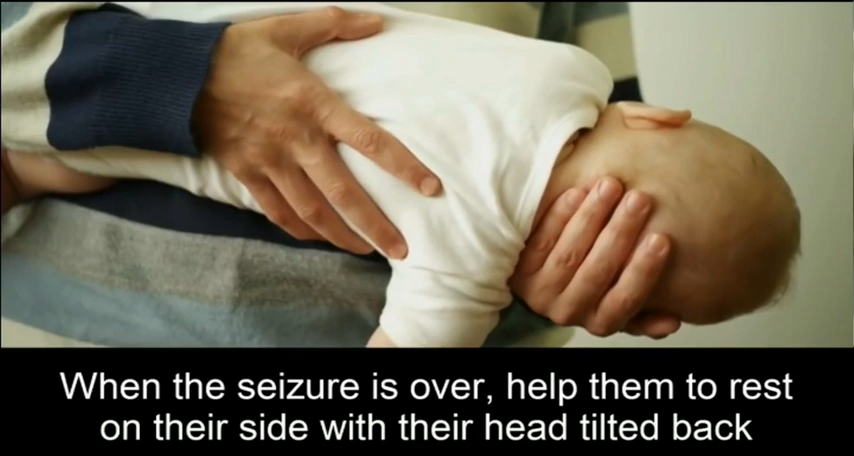 When the seizure is over, help them to rest
on their side with their head tilted back